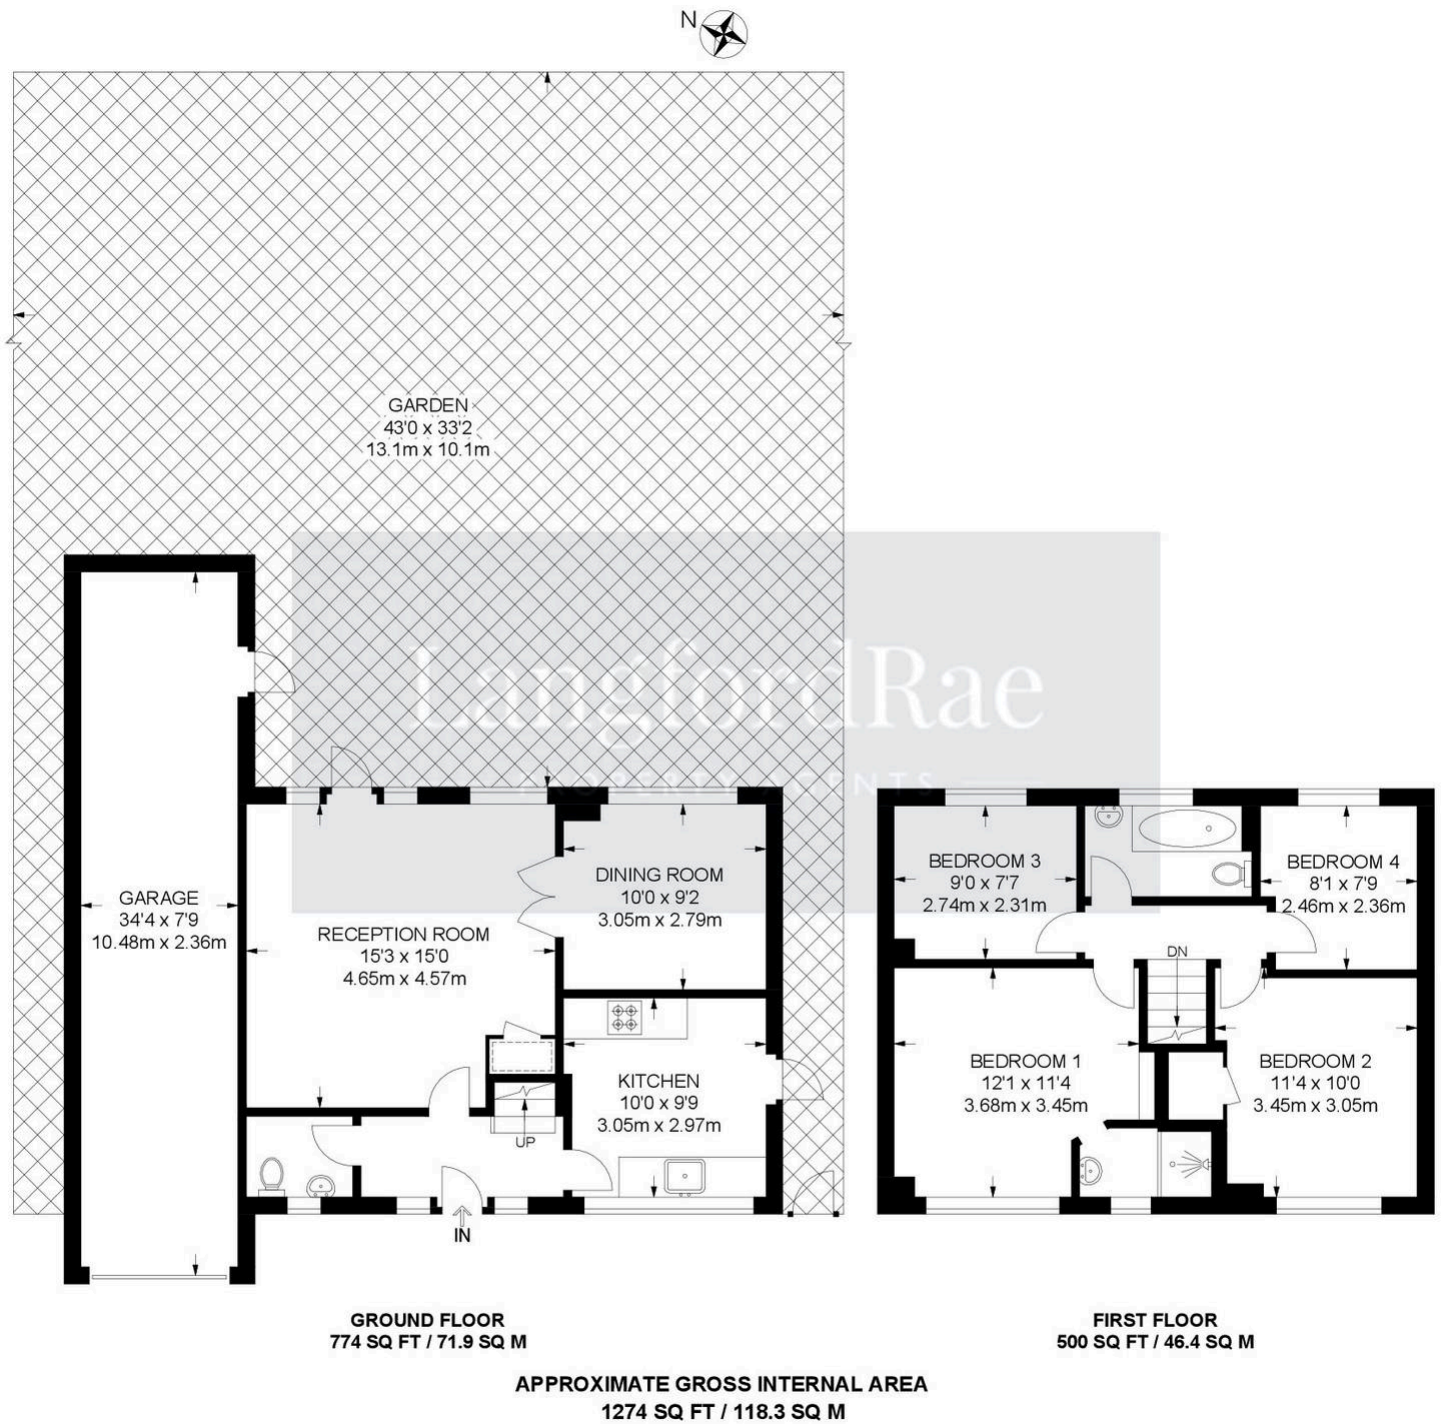 N
GARDEN
43'0 x 33'2
13.1m x 10.1m
LangfordRae
PROPERTY AGENTS
GARAGE
34'4 x 7'9
10.48m x 2.36m
RECEPTION ROOM
15'3 x 15'0
4.65m x 4.57m
DINING ROOM
10'0 x 9'2
3.05m x 2.79m
KITCHEN
10'0 x 9'9
3.05m x 2.97m
UP
IN
BEDROOM 3
9'0 x 7'7
2.74m x 2.31m
BEDROOM 4
8'1 x 7'9
2.46m x 2.36m
DN
BEDROOM 1
12'1 x 11'4
3.68m x 3.45m
BEDROOM 2
11'4 x 10'0
3.45m x 3.05m
GROUND FLOOR
774 SQ FT / 71.9 SQ M
FIRST FLOOR
500 SQ FT / 46.4 SQ M
APPROXIMATE GROSS INTERNAL AREA
1274 SQ FT / 118.3 SQ M